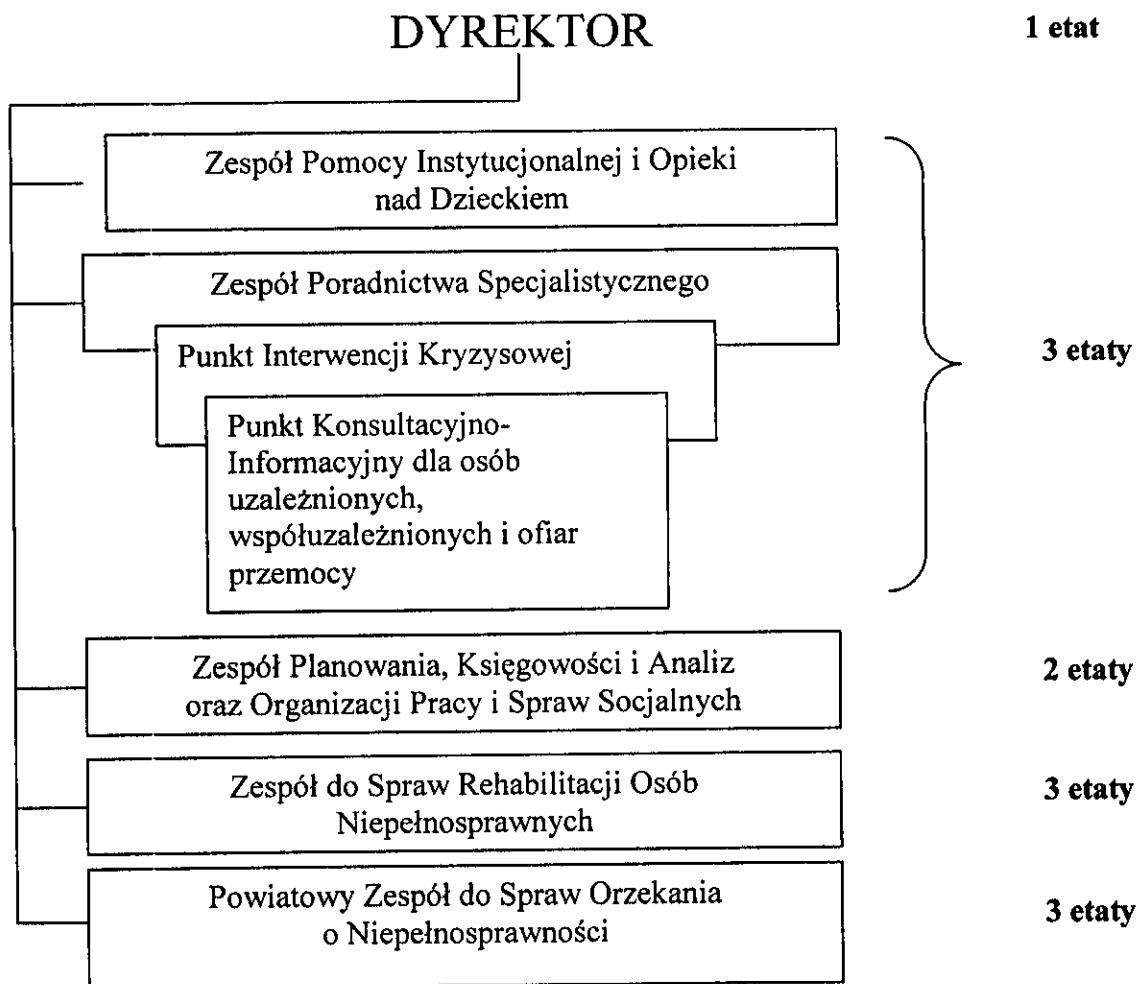 DYREKTOR
1 etat
Zespół Pomocy Instytucjonalnej i Opieki
nad Dzieckiem
Zespół Poradnictwa Specjalistycznego
Punkt Interwencji Kryzysowej
3 etaty
Punkt Konsultacyjno-
Informacyjny dla osób
uzależnionych,
współuzależnionych i ofiar
przemocy
Zespół Planowania, Księgowości i Analiz
oraz Organizacji Pracy i Spraw Socjalnych
2 etaty
Zespół do Spraw Rehabilitacji Osób
Niepełnosprawnych
3 etaty
Powiatowy Zespół do Spraw Orzekania
o Niepełnosprawności
3 etaty